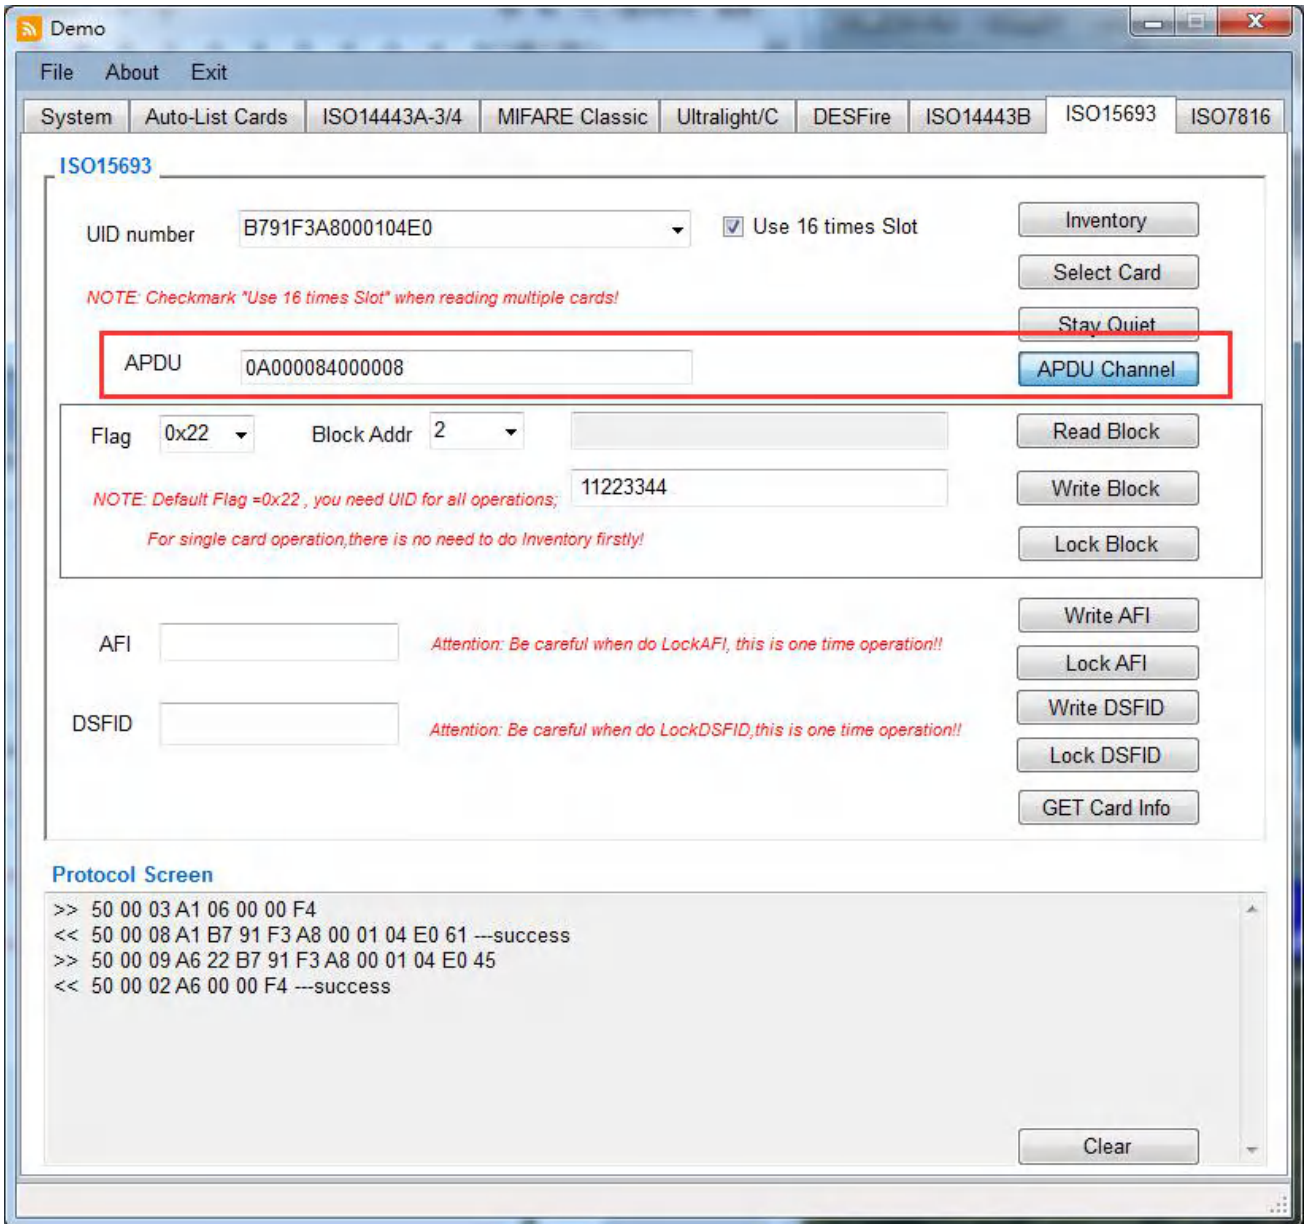 Demo
File About Exit
System Auto-List Cards ISO14443A-3/4 MIFARE Classic Ultralight/C DESFire ISO14443B ISO15693 ISO7816
ISO15693
UID number B791F3A8000104E0 Use 16 times Slot Inventory
Select Card
NOTE: Checkmark "Use 16 times Slot" when reading multiple cards!
Stay Quiet
APDU 0A000084000008 APDU Channel
Flag 0x22 Block Addr 2 Read Block
NOTE: Default Flag =0x22 , you need UID for all operations; 11223344 Write Block
For single card operation,there is no need to do Inventory firstly! Lock Block
Write AFI
AFI Attention: Be careful when do LockAFI, this is one time operation!!
Lock AFI
Write DSFID
DSFID Attention: Be careful when do LockDSFID,this is one time operation!!
Lock DSFID
GET Card Info
Protocol Screen
>> 50 00 03 A1 06 00 00 F4
<< 50 00 08 A1 B7 91 F3 A8 00 01 04 E0 61 ---success
>> 50 00 09 A6 22 B7 91 F3 A8 00 01 04 E0 45
<< 50 00 02 A6 00 00 F4 ---success
Clear